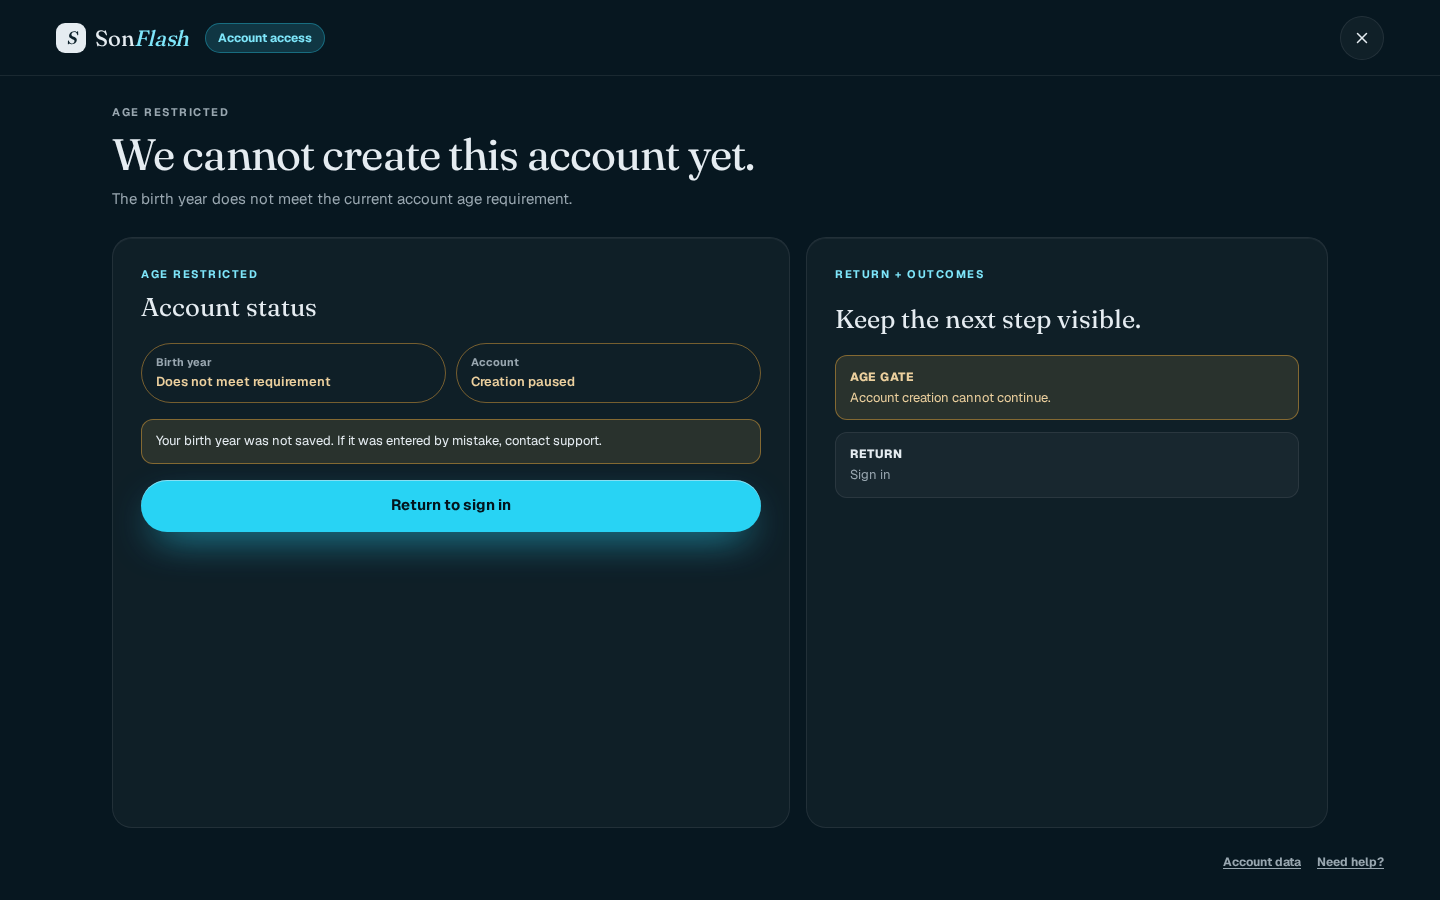 S SonFlash Account access
AGE RESTRICTED
We cannot create this account yet.
The birth year does not meet the current account age requirement.
AGE RESTRICTED
Account status
Birth year
Does not meet requirement
Account
Creation paused
Your birth year was not saved. If it was entered by mistake, contact support.
Return to sign in
RETURN + OUTCOMES
Keep the next step visible.
AGE GATE
Account creation cannot continue.
RETURN
Sign in
Account data Need help?